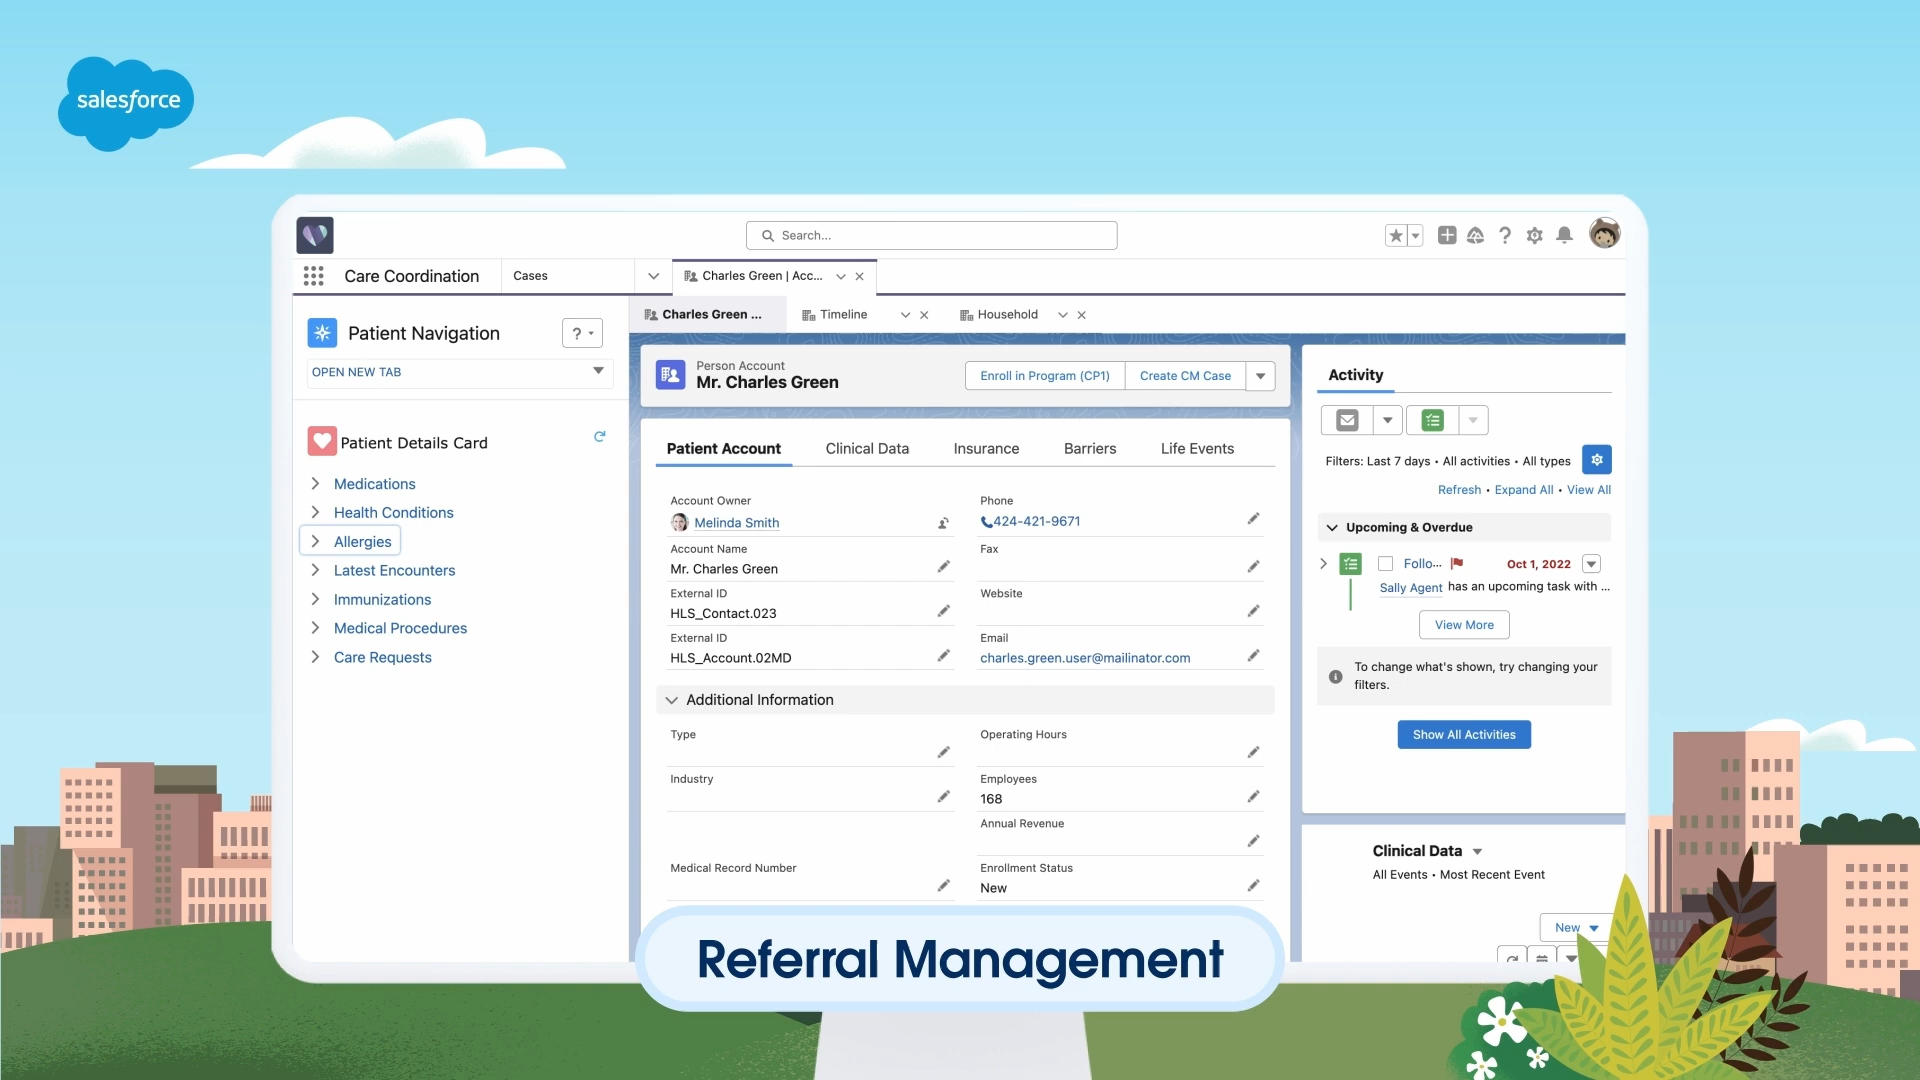 salesforce
Search...
Care Coordination
Cases
Charles Green | Acc...
Patient Navigation
?
OPEN NEW TAB
Patient Details Card
Medications
Health Conditions
Allergies
Latest Encounters
Immunizations
Medical Procedures
Care Requests
Charles Green ...
Timeline
Household
Person Account
Mr. Charles Green
Enroll in Program (CP1)
Create CM Case
Patient Account
Clinical Data
Insurance
Barriers
Life Events
Account Owner
Melinda Smith
Phone
424-421-9671
Account Name
Mr. Charles Green
Fax
External ID
HLS_Contact.023
Website
External ID
HLS_Account.02MD
Email
charles.green.user@mailinator.com
Additional Information
Type
Operating Hours
Industry
Employees
168
Annual Revenue
Medical Record Number
Enrollment Status
New
Activity
Filters: Last 7 days • All activities • All types
Refresh • Expand All • View All
Upcoming & Overdue
Follo...
Oct 1, 2022
Sally Agent has an upcoming task with ...
View More
To change what's shown, try changing your
filters.
Show All Activities
Clinical Data
All Events • Most Recent Event
New
Referral Management